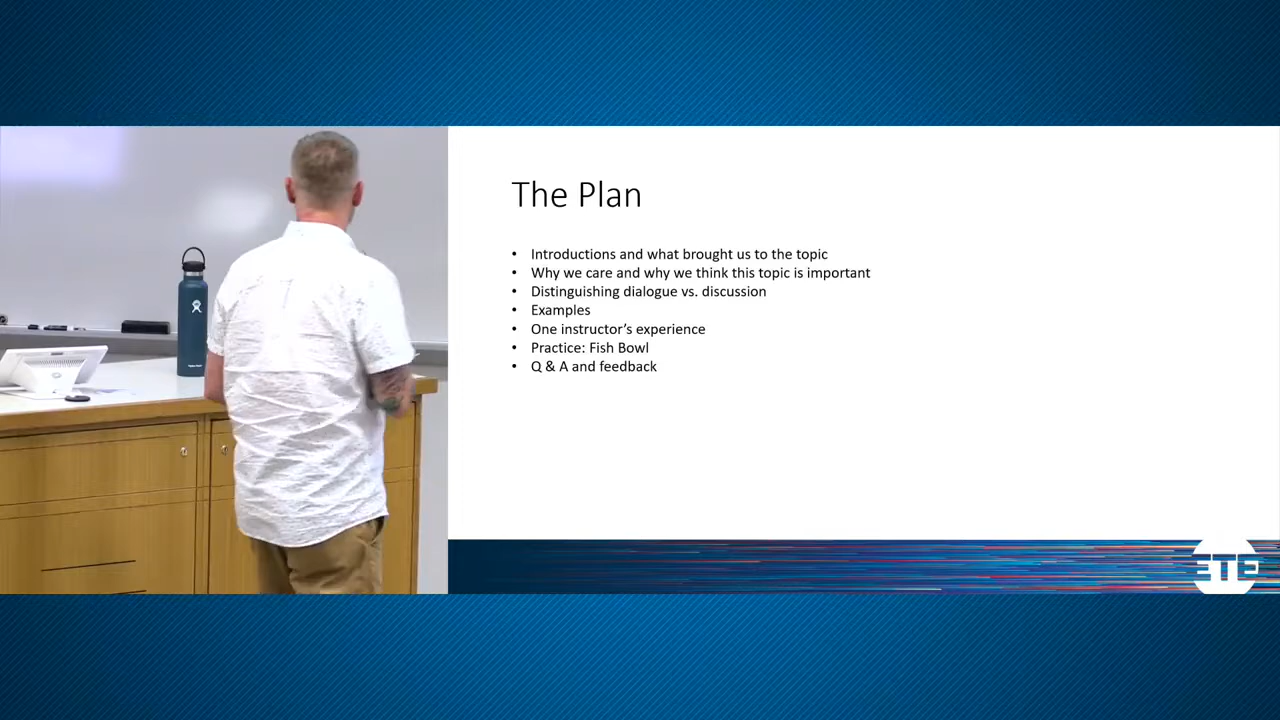 The Plan
• Introductions and what brought us to the topic
• Why we care and why we think this topic is important
• Distinguishing dialogue vs. discussion
• Examples
• One instructor’s experience
• Practice: Fish Bowl
• Q & A and feedback